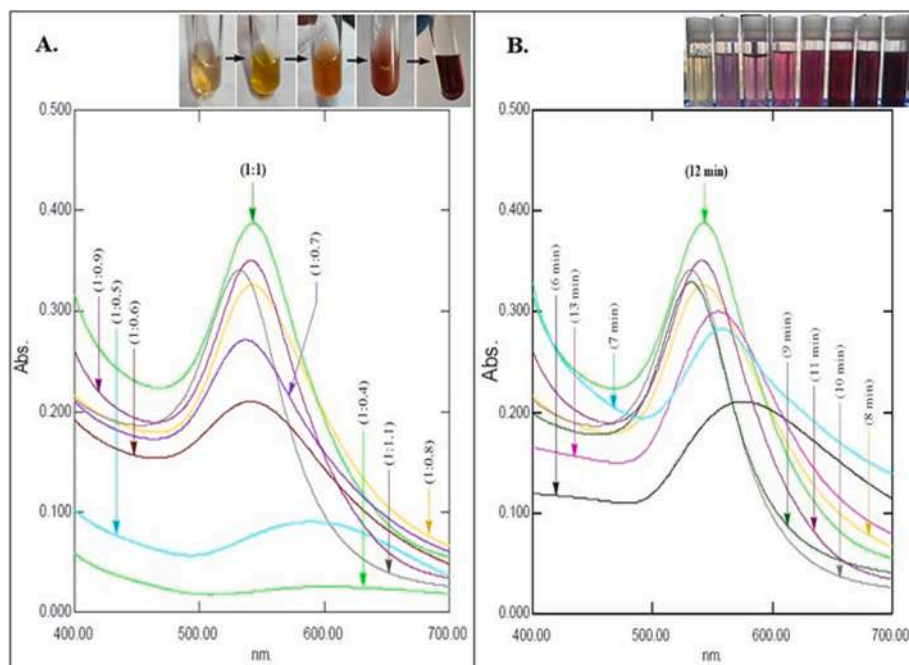 A.
0.500
0.400
0.300
0.200
0.100
0.000
Abs.
400.00 500.00 600.00 700.00
nm.
(1:1)
(1:0.9)
(1:0.5)
(1:0.6)
(1:0.7)
(1:0.4)
(1:1.1)
(1:0.8)
B.
0.500
0.400
0.300
0.200
0.100
0.000
Abs.
400.00 500.00 600.00 700.00
nm.
(12 min)
(6 min)
(13 min)
(7 min)
(9 min)
(11 min)
(10 min)
(8 min)